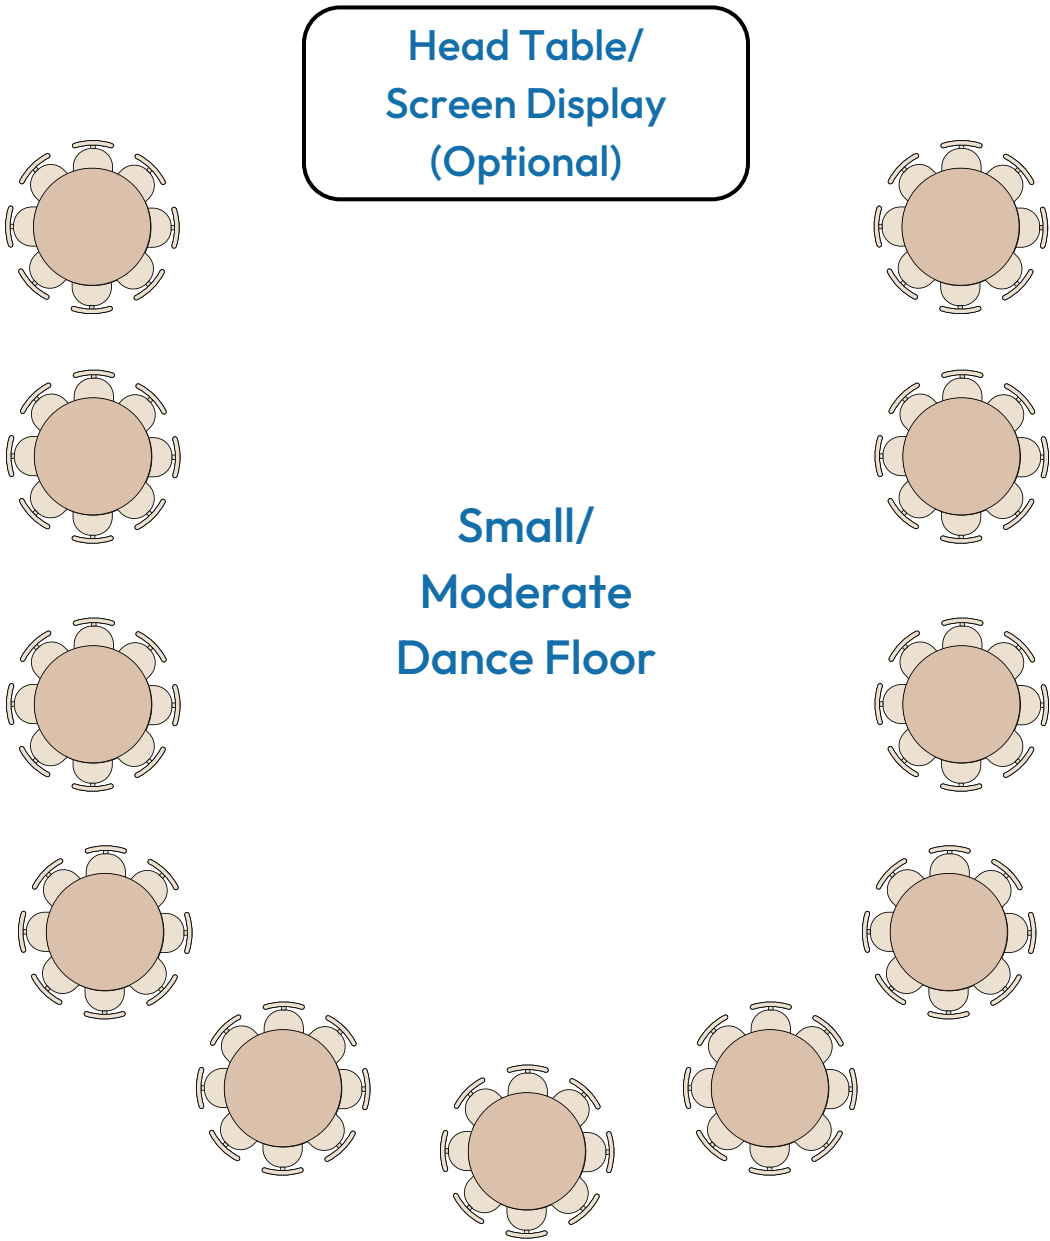 Head Table/
Screen Display
(Optional)
Small/
Moderate
Dance Floor